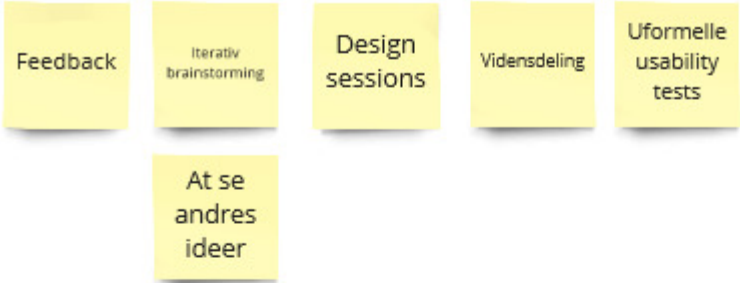 Feedback
Iterativ
brainstorming
Design
sessions
Vidensdeling
Uformelle
usability
tests
At se
andres
ideer